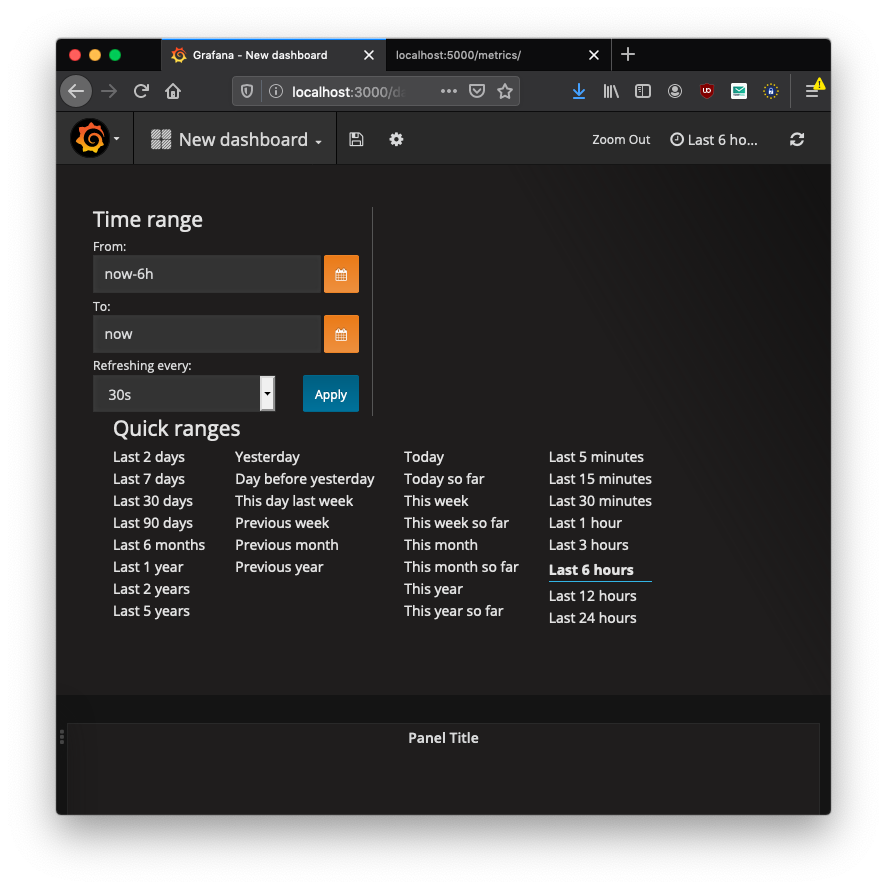 Grafana - New dashboard
localhost:5000/metrics/
localhost:3000/d
New dashboard
Zoom Out
Last 6 ho...
Time range
From:
now-6h
To:
now
Refreshing every:
30s
Apply
Quick ranges
Last 2 days Yesterday Today Last 5 minutes
Last 7 days Day before yesterday Today so far Last 15 minutes
Last 30 days This day last week This week Last 30 minutes
Last 90 days Previous week This week so far Last 1 hour
Last 6 months Previous month This month Last 3 hours
Last 1 year Previous year This month so far Last 6 hours
Last 2 years This year Last 12 hours
Last 5 years This year so far Last 24 hours
Panel Title